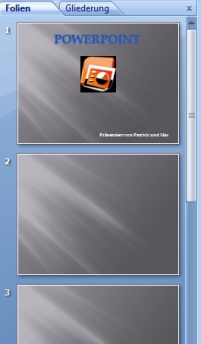 Folien Gliederung x
1
POWERPOINT
Präsentiert von Patrick und Max
2
3